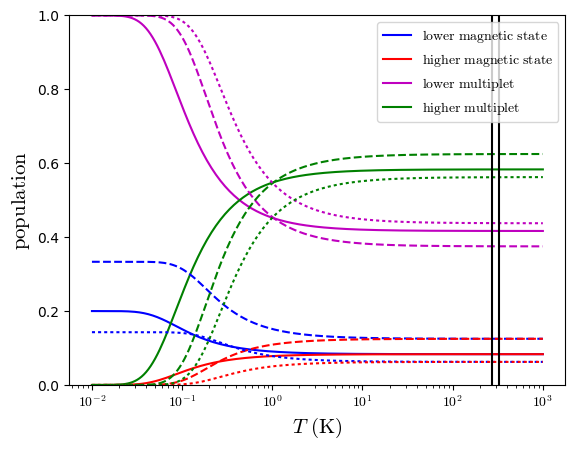 lower magnetic state
higher magnetic state
lower multiplet
higher multiplet
population
1.0
0.8
0.6
0.4
0.2
0.0
10⁻² 10⁻¹ 10⁰ 10¹ 10² 10³
T (K)